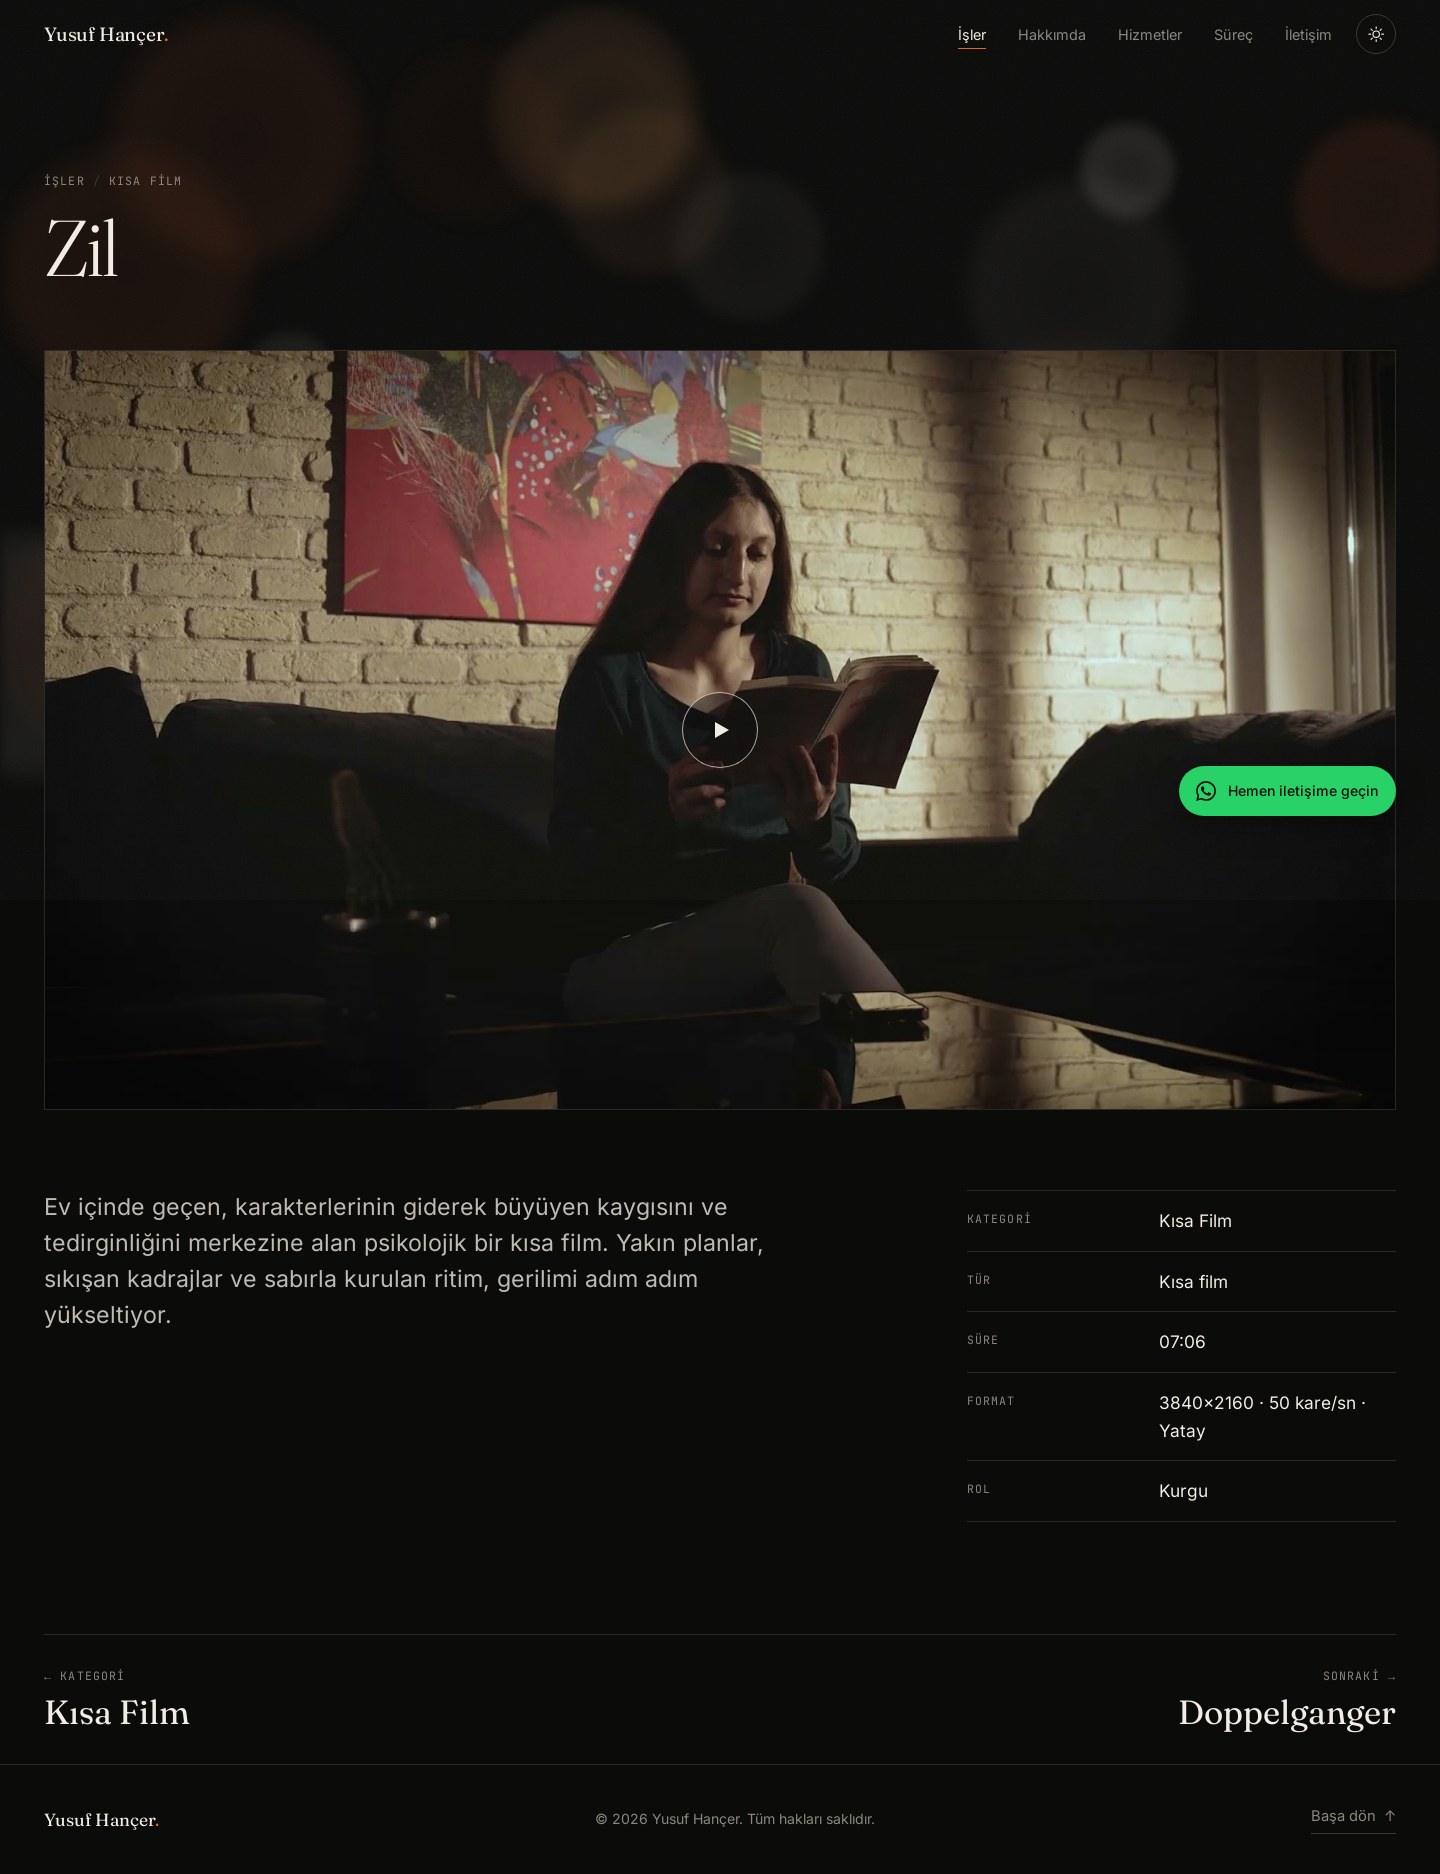 Yusuf Hançer.
İşler
Hakkımda
Hizmetler
Süreç
İletişim
İŞLER / KISA FİLM
Zil
Hemen iletişime geçin
Ev içinde geçen, karakterlerinin giderek büyüyen kaygısını ve
tedirginliğini merkezine alan psikolojik bir kısa film. Yakın planlar,
sıkışan kadrajlar ve sabırla kurulan ritim, gerilimi adım adım
yükseltiyor.
KATEGORİ
Kısa Film
TÜR
Kısa film
SÜRE
07:06
FORMAT
3840×2160 · 50 kare/sn ·
Yatay
ROL
Kurgu
← KATEGORİ
Kısa Film
SONRAKİ →
Doppelganger
Yusuf Hançer.
© 2026 Yusuf Hançer. Tüm hakları saklıdır.
Başa dön ↑